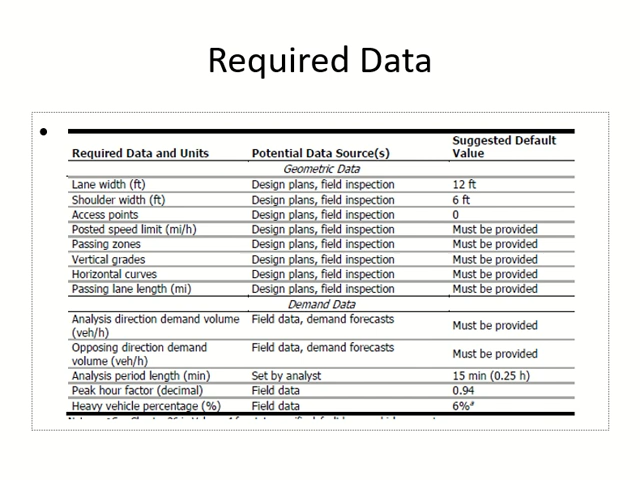 Required Data
•
Suggested Default
Required Data and Units Potential Data Source(s) Value
Geometric Data
Lane width (ft) Design plans, field inspection 12 ft
Shoulder width (ft) Design plans, field inspection 6 ft
Access points Design plans, field inspection 0
Posted speed limit (mi/h) Design plans, field inspection Must be provided
Passing zones Design plans, field inspection Must be provided
Vertical grades Design plans, field inspection Must be provided
Horizontal curves Design plans, field inspection Must be provided
Passing lane length (mi) Design plans, field inspection Must be provided
Demand Data
Analysis direction demand volume Field data, demand forecasts Must be provided
(veh/h)
Opposing direction demand Field data, demand forecasts Must be provided
volume (veh/h)
Analysis period length (min) Set by analyst 15 min (0.25 h)
Peak hour factor (decimal) Field data 0.94
Heavy vehicle percentage (%) Field data 6%ᵃ